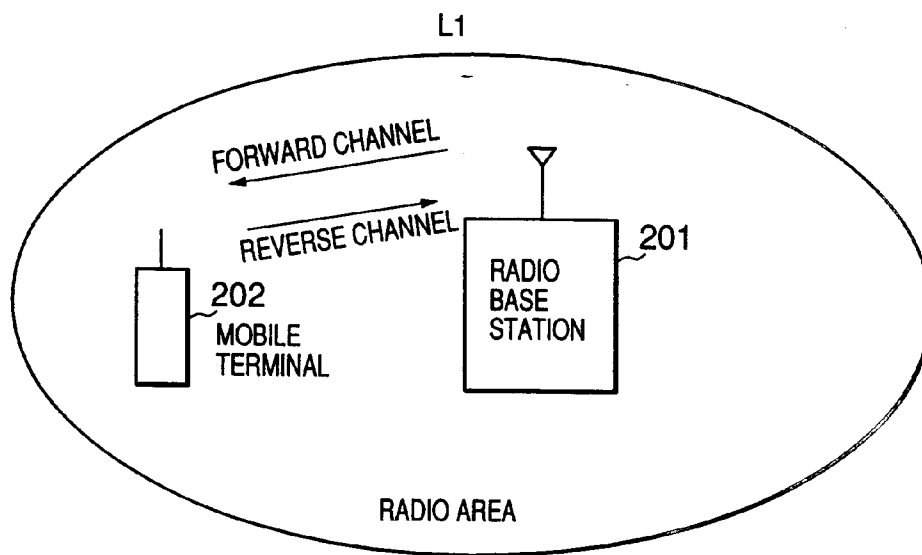 L1
FORWARD CHANNEL
REVERSE CHANNEL
201
RADIO
BASE
STATION
202
MOBILE
TERMINAL
RADIO AREA